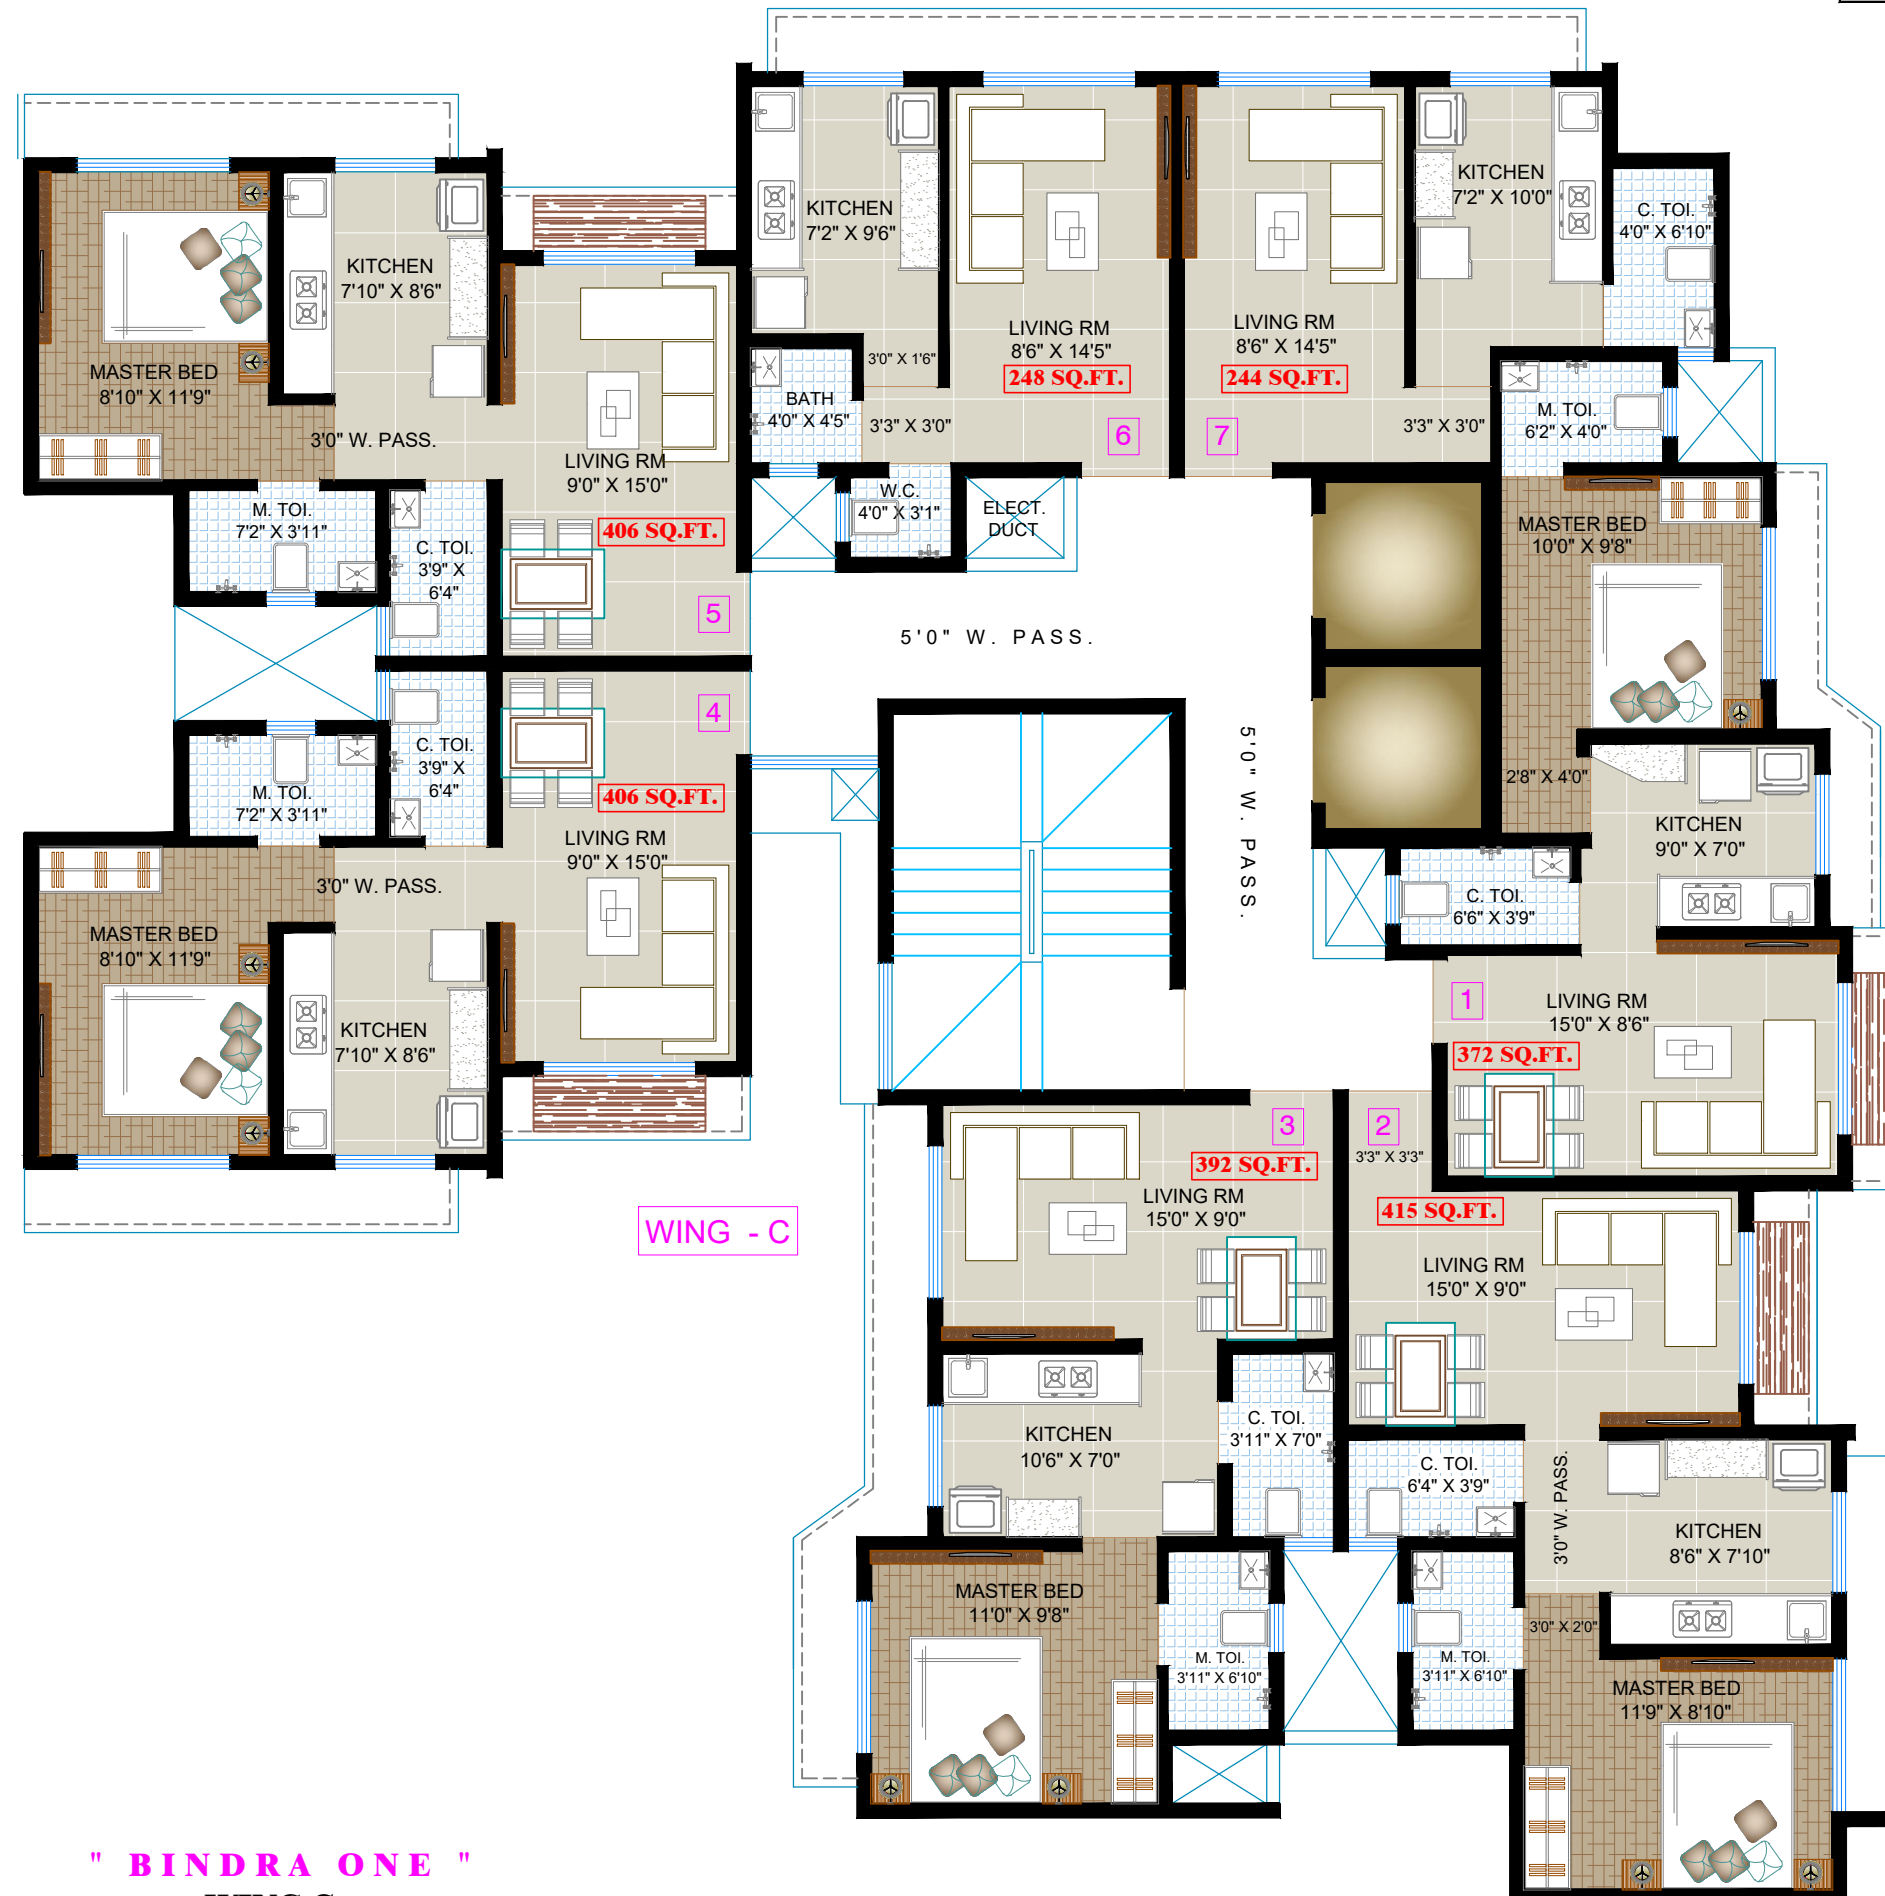 KITCHEN
7'2" X 9'6"
LIVING RM
8'6" X 14'5"
248 SQ.FT.
LIVING RM
8'6" X 14'5"
244 SQ.FT.
KITCHEN
7'2" X 10'0"
C. TOI.
4'0" X 6'10"
3'0" X 1'6"
BATH
4'0" X 4'5"
3'3" X 3'0"
6
7
3'3" X 3'0"
M. TOI.
6'2" X 4'0"
W.C.
4'0" X 3'1"
ELECT.
DUCT
MASTER BED
10'0" X 9'8"
KITCHEN
7'10" X 8'6"
MASTER BED
8'10" X 11'9"
3'0" W. PASS.
LIVING RM
9'0" X 15'0"
406 SQ.FT.
M. TOI.
7'2" X 3'11"
C. TOI.
3'9" X
6'4"
5
5'0" W. PASS.
4
C. TOI.
3'9" X
6'4"
M. TOI.
7'2" X 3'11"
406 SQ.FT.
LIVING RM
9'0" X 15'0"
3'0" W. PASS.
MASTER BED
8'10" X 11'9"
KITCHEN
7'10" X 8'6"
5'0" W. PASS.
2'8" X 4'0"
KITCHEN
9'0" X 7'0"
C. TOI.
6'6" X 3'9"
1
LIVING RM
15'0" X 8'6"
372 SQ.FT.
3
2
3'3" X 3'3"
392 SQ.FT.
LIVING RM
15'0" X 9'0"
415 SQ.FT.
LIVING RM
15'0" X 9'0"
WING - C
KITCHEN
10'6" X 7'0"
C. TOI.
3'11" X 7'0"
C. TOI.
6'4" X 3'9"
3'0" W. PASS.
KITCHEN
8'6" X 7'10"
MASTER BED
11'0" X 9'8"
M. TOI.
3'11" X 6'10"
M. TOI.
3'11" X 6'10"
3'0" X 2'0"
MASTER BED
11'9" X 8'10"
" BINDRA ONE "
WING C